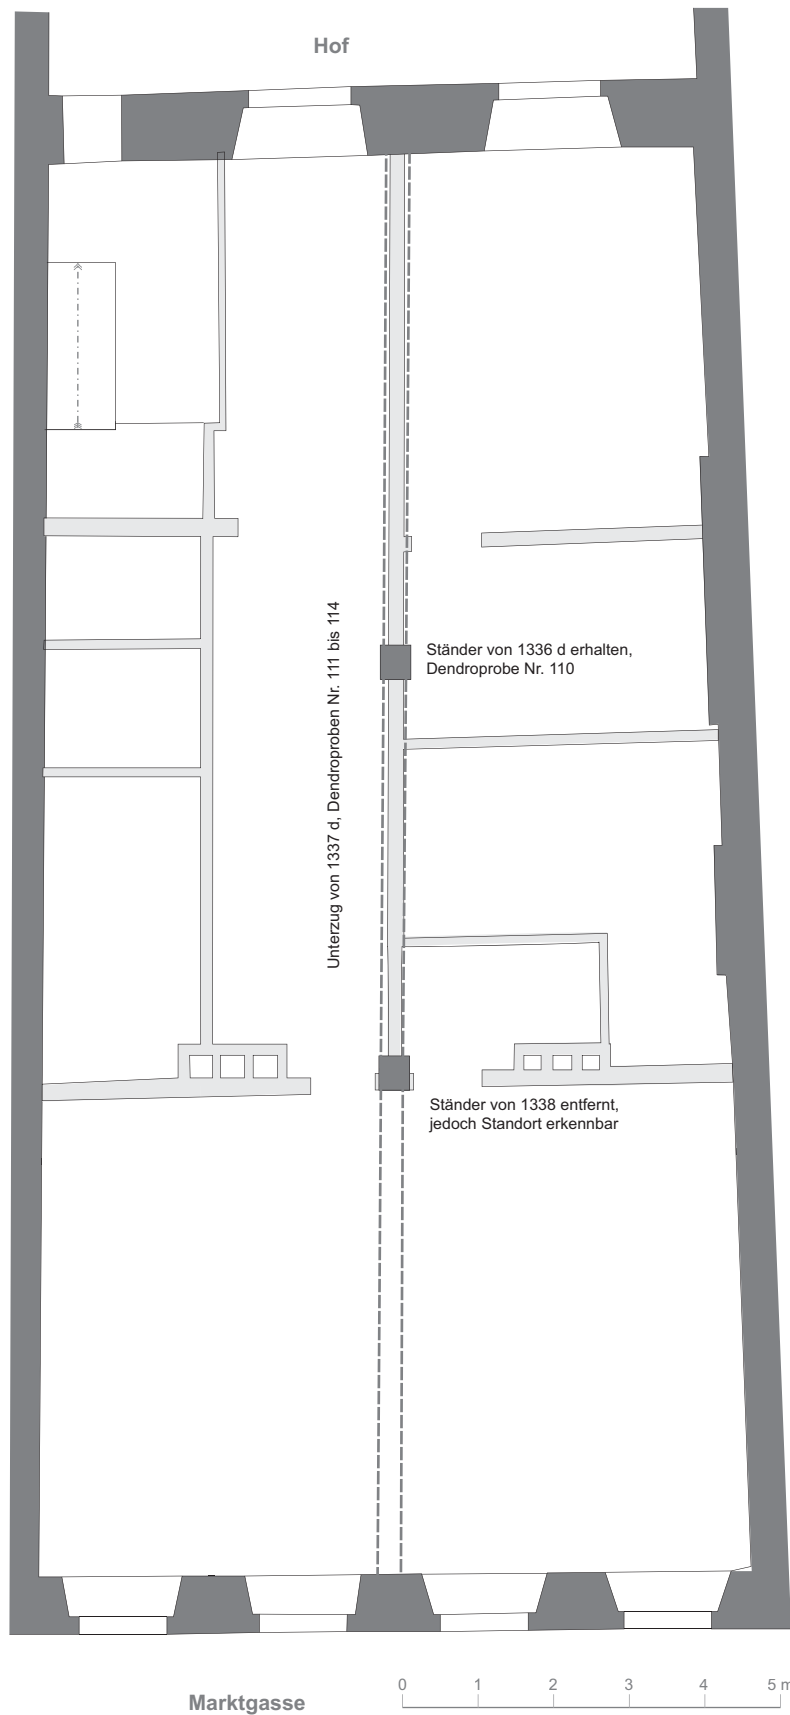 Hof
Unterzug von 1337 d, Dendroproben Nr. 111 bis 114
Ständer von 1336 d erhalten,
Dendroprobe Nr. 110
Ständer von 1338 entfernt,
jedoch Standort erkennbar
Marktgasse
0 1 2 3 4 5 m